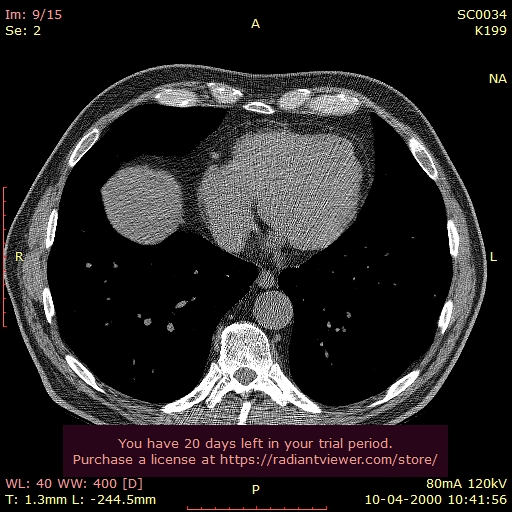 Im: 9/15
Se: 2
A
SC0034
K199
NA
R
L
You have 20 days left in your trial period.
Purchase a license at https://radiantviewer.com/store/
WL: 40 WW: 400 [D]
T: 1.3mm L: -244.5mm
P
80mA 120kV
10-04-2000 10:41:56